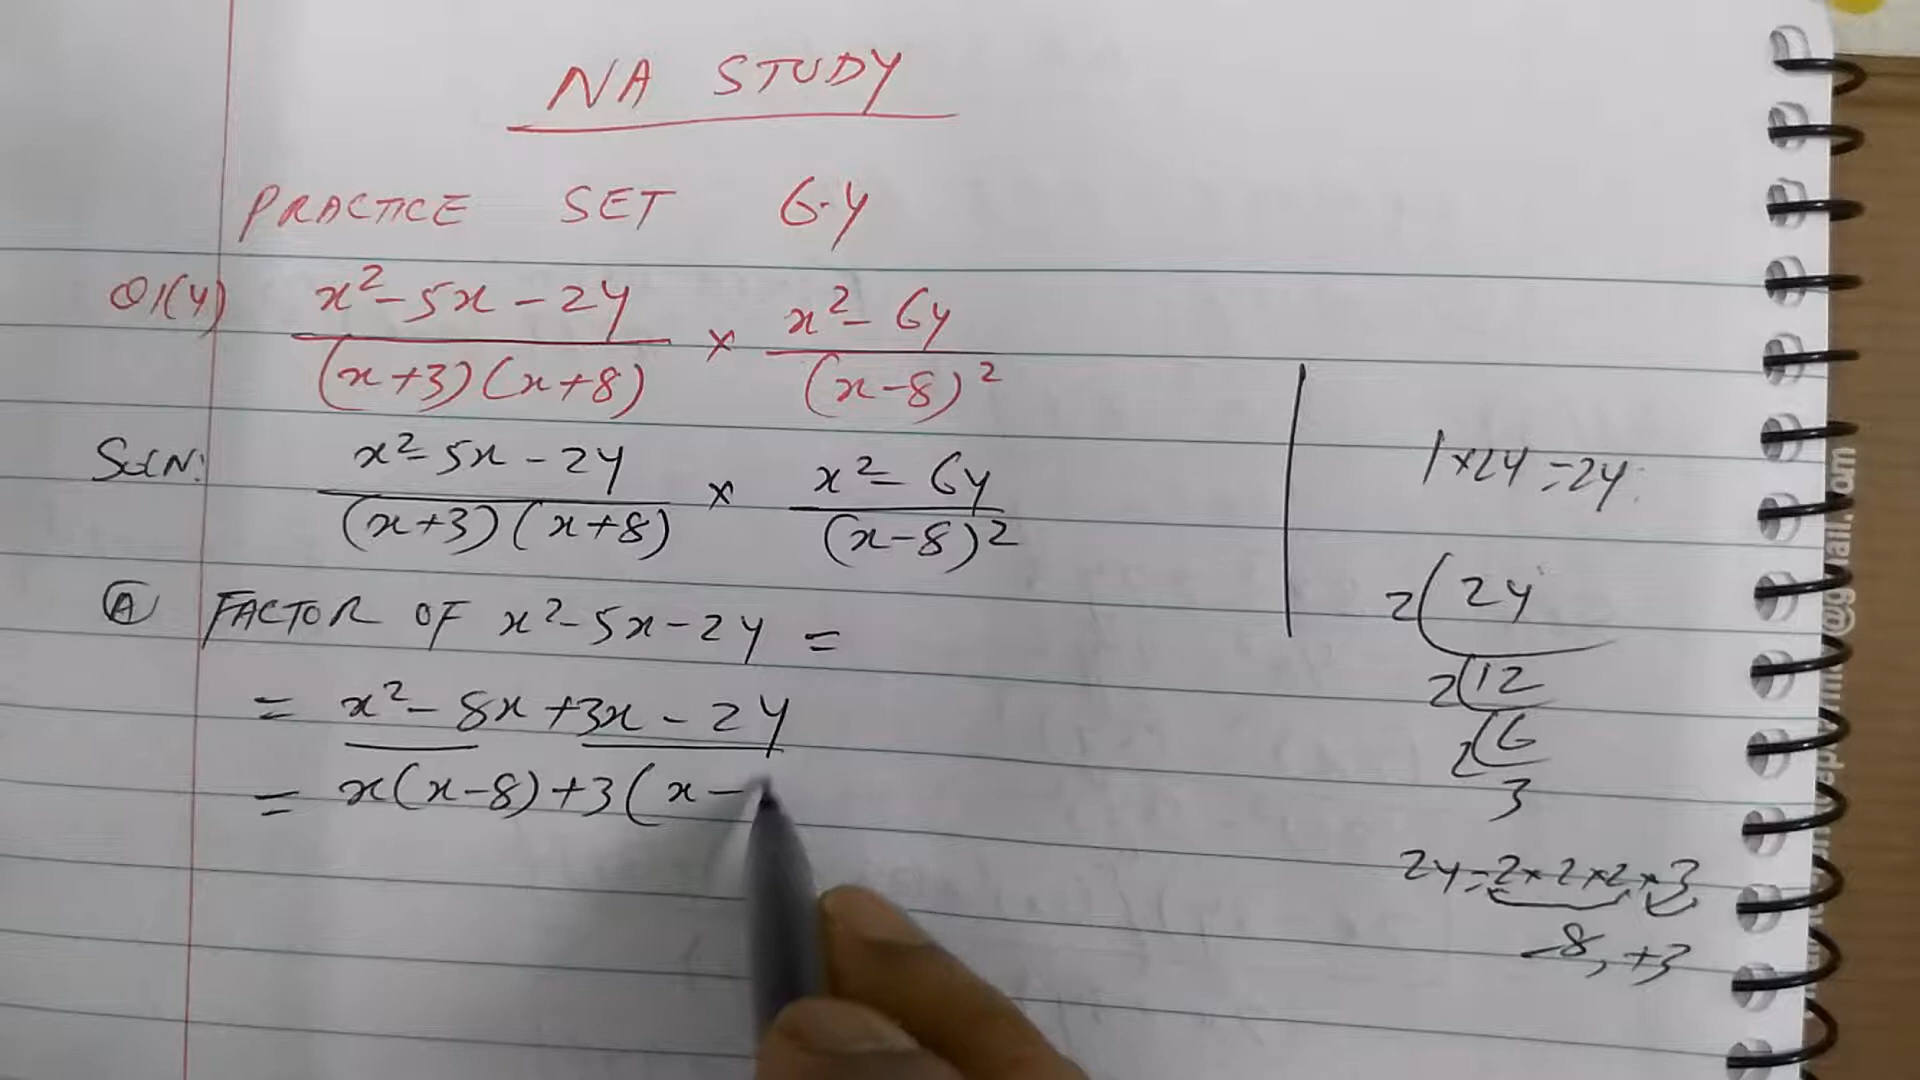 NA STUDY
PRACTICE SET 6.4
Q1(4) x²-5x-24 / (x+3)(x+8) × x²-64 / (x-8)²
SOLN: x²-5x-24 / (x+3)(x+8) × x²-64 / (x-8)²
Ⓐ FACTOR OF x²-5x-24 =
= x²-8x+3x-24
= x(x-8)+3(x-
1×24=24
2 24
2 12
2 6
3
24=2×2×2×3
-8, +3